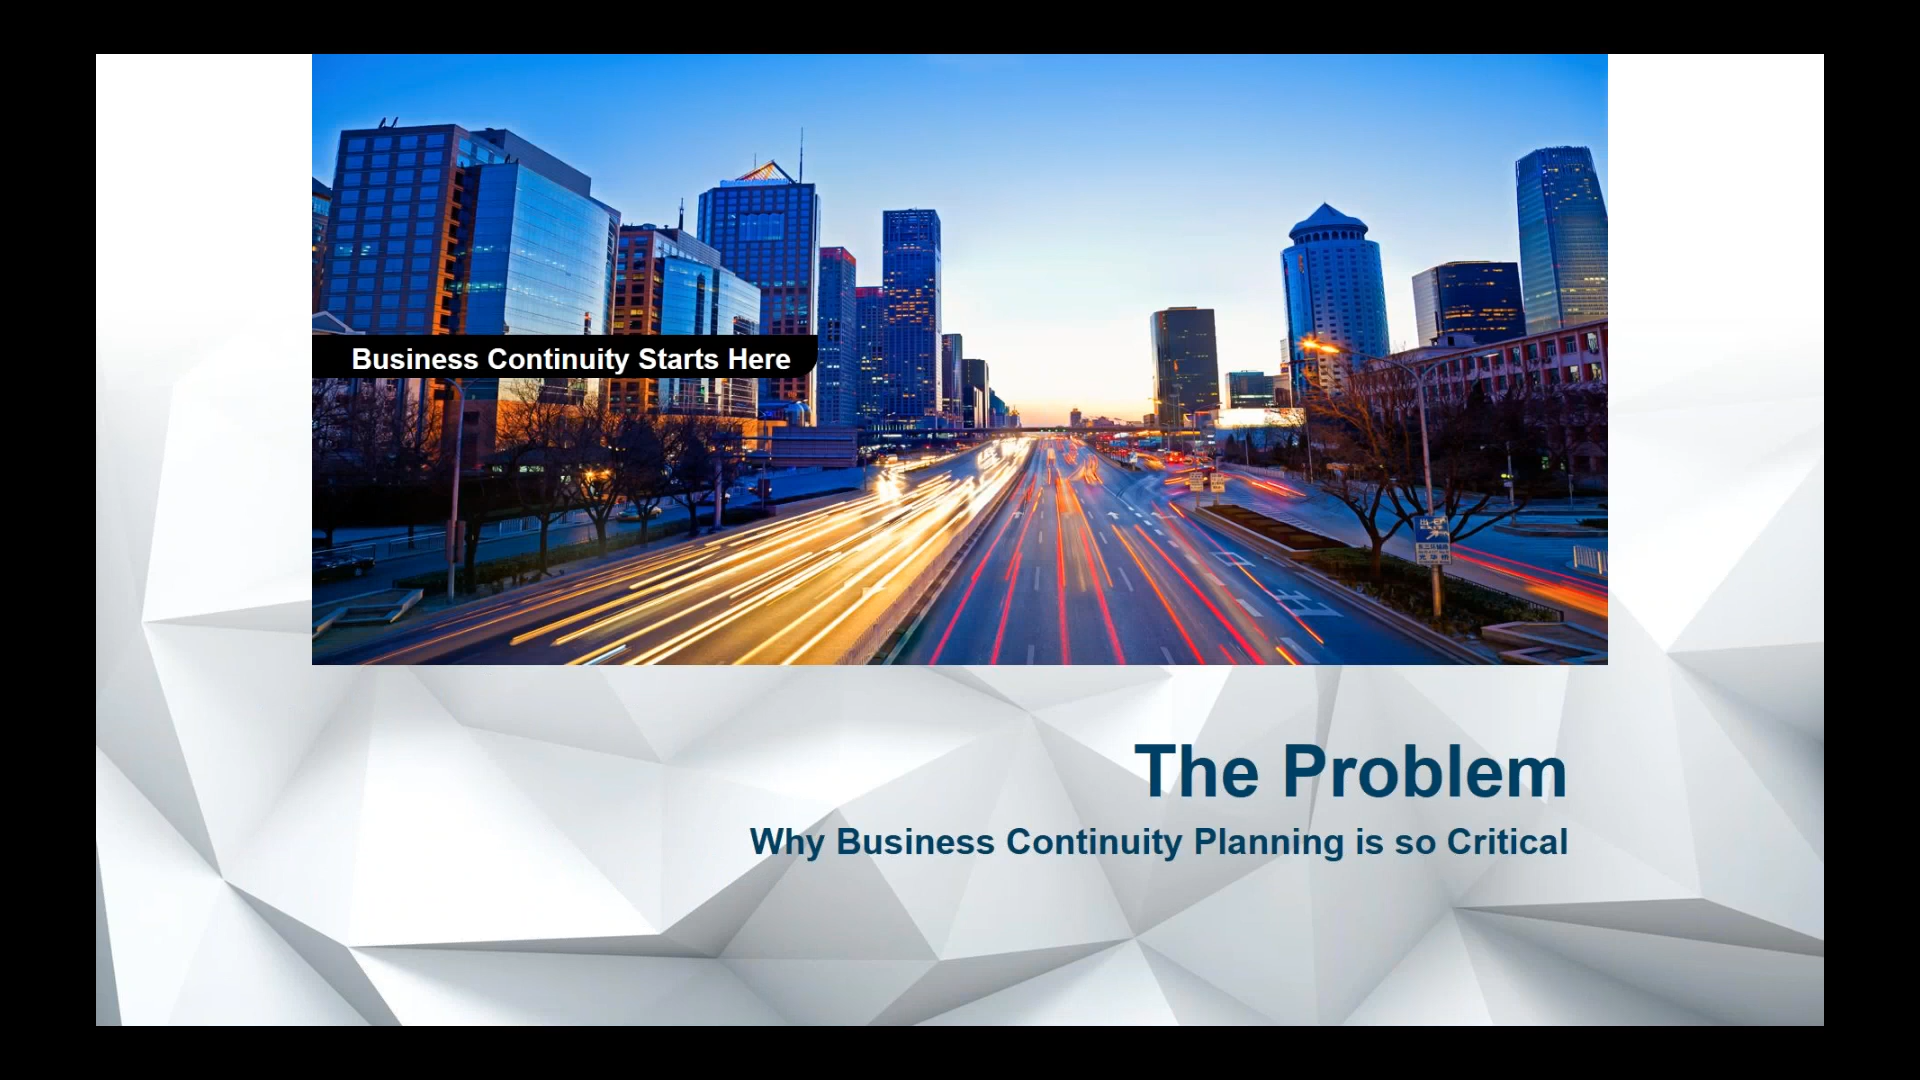 Business Continuity Starts Here
The Problem
Why Business Continuity Planning is so Critical